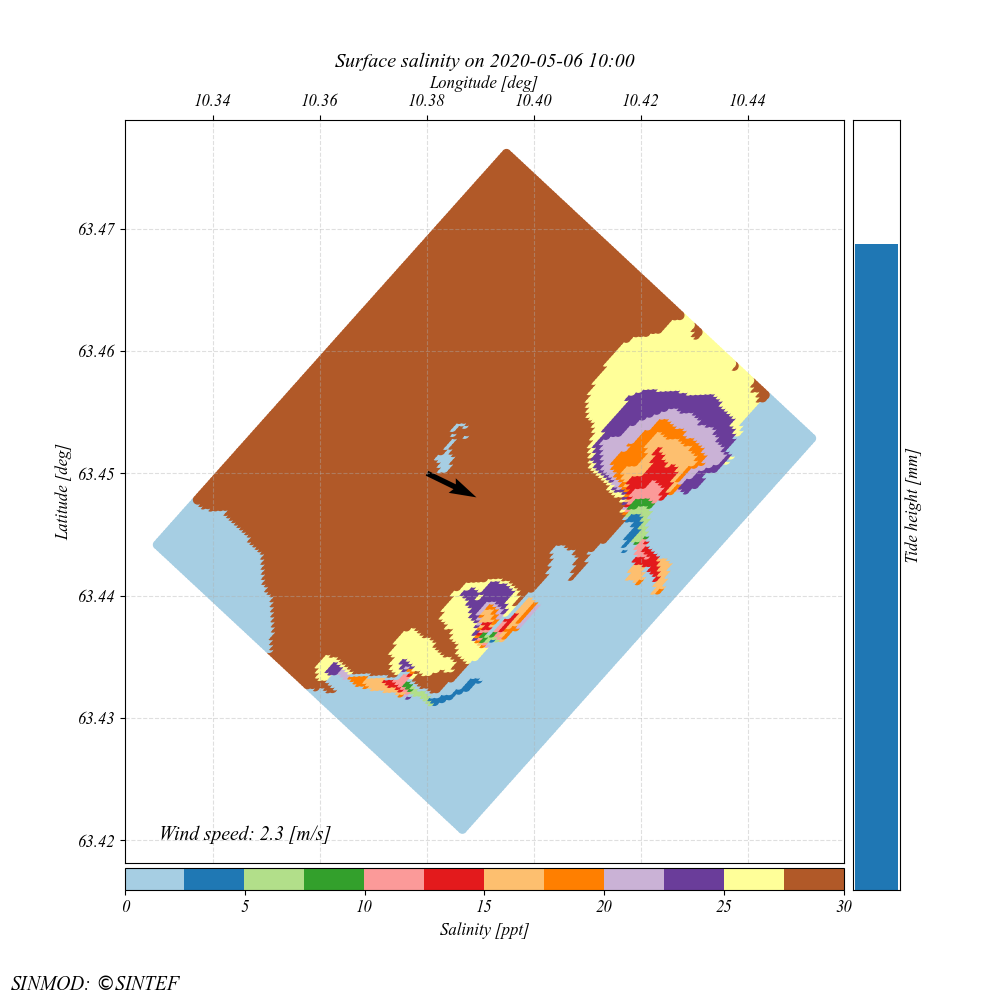 Surface salinity on 2020-05-06 10:00
Longitude [deg]
10.34 10.36 10.38 10.40 10.42 10.44
63.47
63.46
63.45
63.44
63.43
63.42
Latitude [deg]
Tide height [mm]
Wind speed: 2.3 [m/s]
0 5 10 15 20 25 30
Salinity [ppt]
SINMOD: ©SINTEF